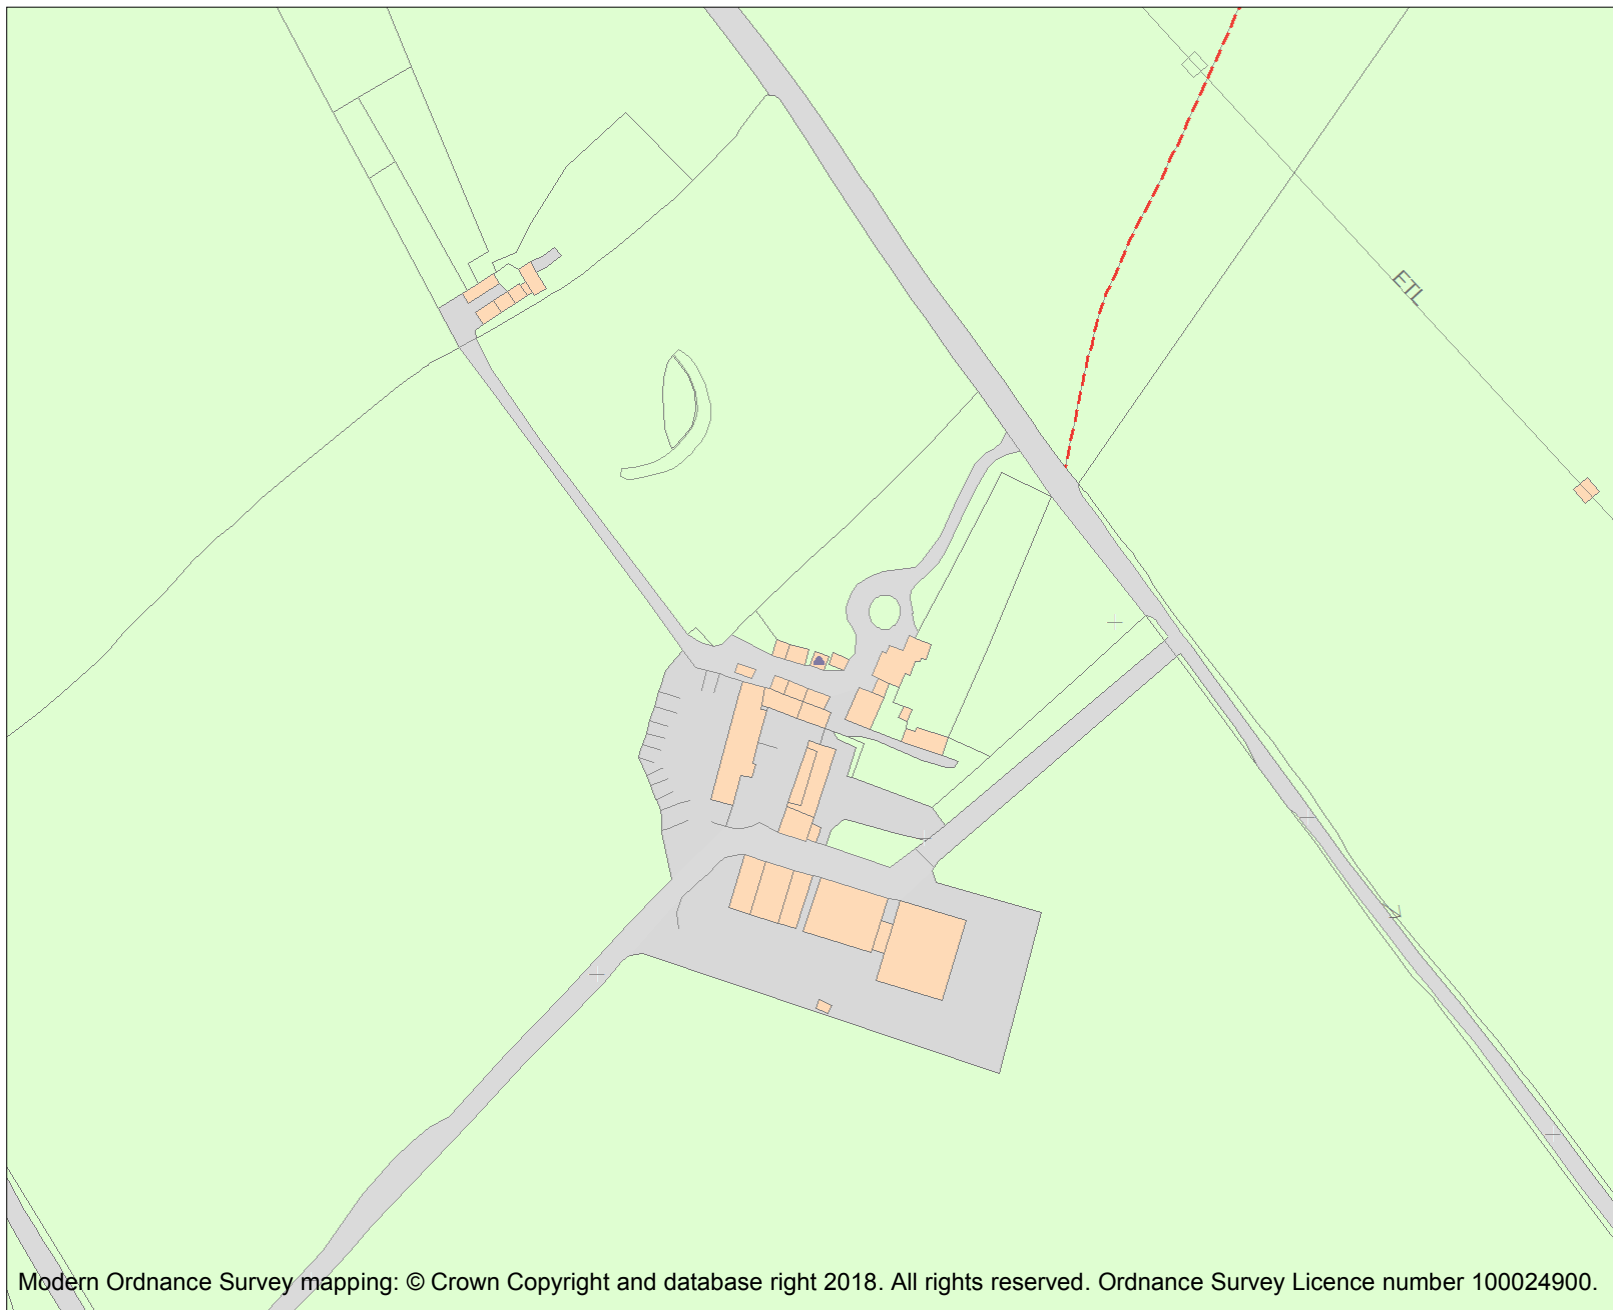 ETL
Modern Ordnance Survey mapping: © Crown Copyright and database right 2018. All rights reserved. Ordnance Survey Licence number 100024900.